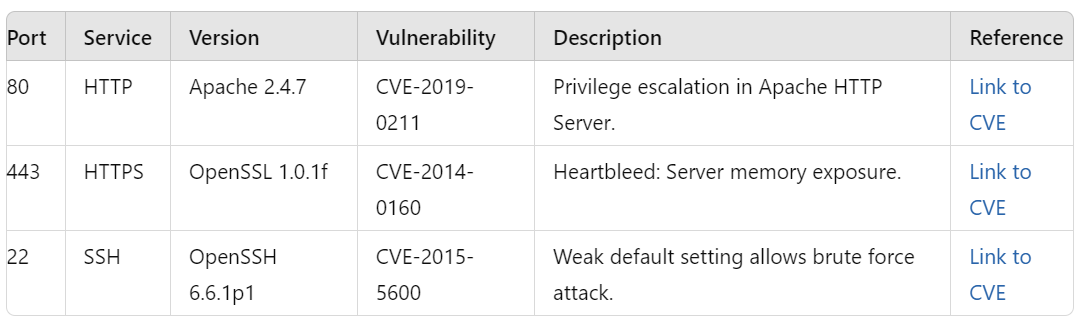 Port Service Version Vulnerability Description Reference
80 HTTP Apache 2.4.7 CVE-2019- Privilege escalation in Apache HTTP Link to
0211 Server. CVE
443 HTTPS OpenSSL 1.0.1f CVE-2014- Heartbleed: Server memory exposure. Link to
0160 CVE
22 SSH OpenSSH CVE-2015- Weak default setting allows brute force Link to
6.6.1p1 5600 attack. CVE